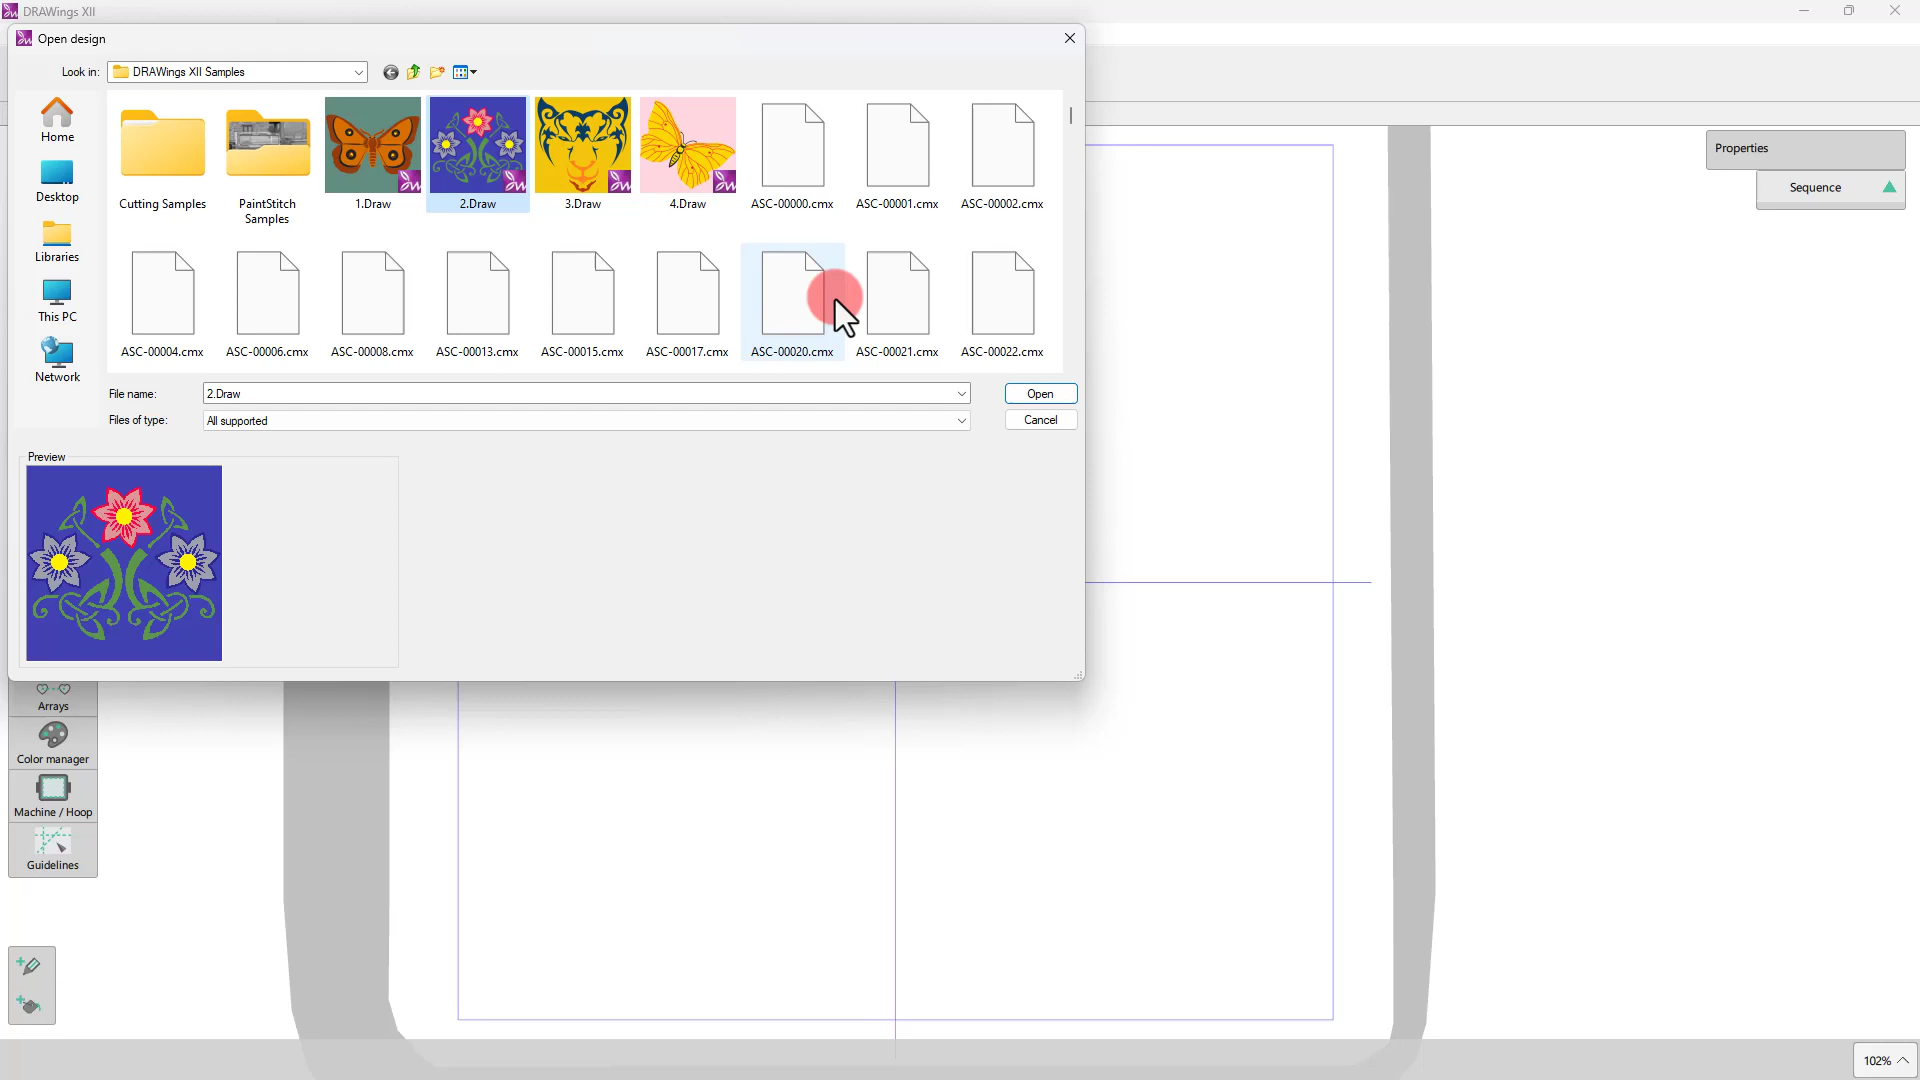 DRAWings XII
Open design
Look in: DRAWings XII Samples
Home
Desktop
Libraries
This PC
Network
Cutting Samples
PaintStitch
Samples
1.Draw
2.Draw
3.Draw
4.Draw
ASC-00000.cmx
ASC-00001.cmx
ASC-00002.cmx
ASC-00004.cmx
ASC-00006.cmx
ASC-00008.cmx
ASC-00013.cmx
ASC-00015.cmx
ASC-00017.cmx
ASC-00020.cmx
ASC-00021.cmx
ASC-00022.cmx
File name: 2.Draw Open
Files of type: All supported Cancel
Preview
Properties
Sequence
Arrays
Color manager
Machine / Hoop
Guidelines
102%